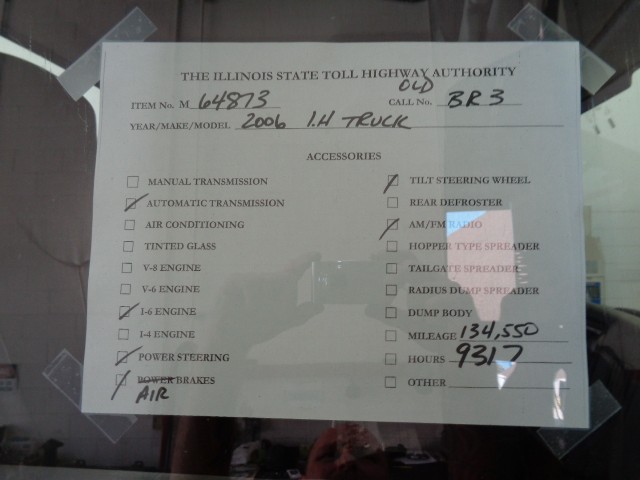 THE ILLINOIS STATE TOLL HIGHWAY AUTHORITY
OLD
ITEM No. M 64873 CALL No. BR3
YEAR/MAKE/MODEL 2006 I.H TRUCK
ACCESSORIES
MANUAL TRANSMISSION
AUTOMATIC TRANSMISSION
AIR CONDITIONING
TINTED GLASS
V-8 ENGINE
V-6 ENGINE
I-6 ENGINE
I-4 ENGINE
POWER STEERING
POWER BRAKES
AIR
TILT STEERING WHEEL
REAR DEFROSTER
AM/FM RADIO
HOPPER TYPE SPREADER
TAILGATE SPREADER
RADIUS DUMP SPREADER
DUMP BODY
MILEAGE 134,550
HOURS 9317
OTHER